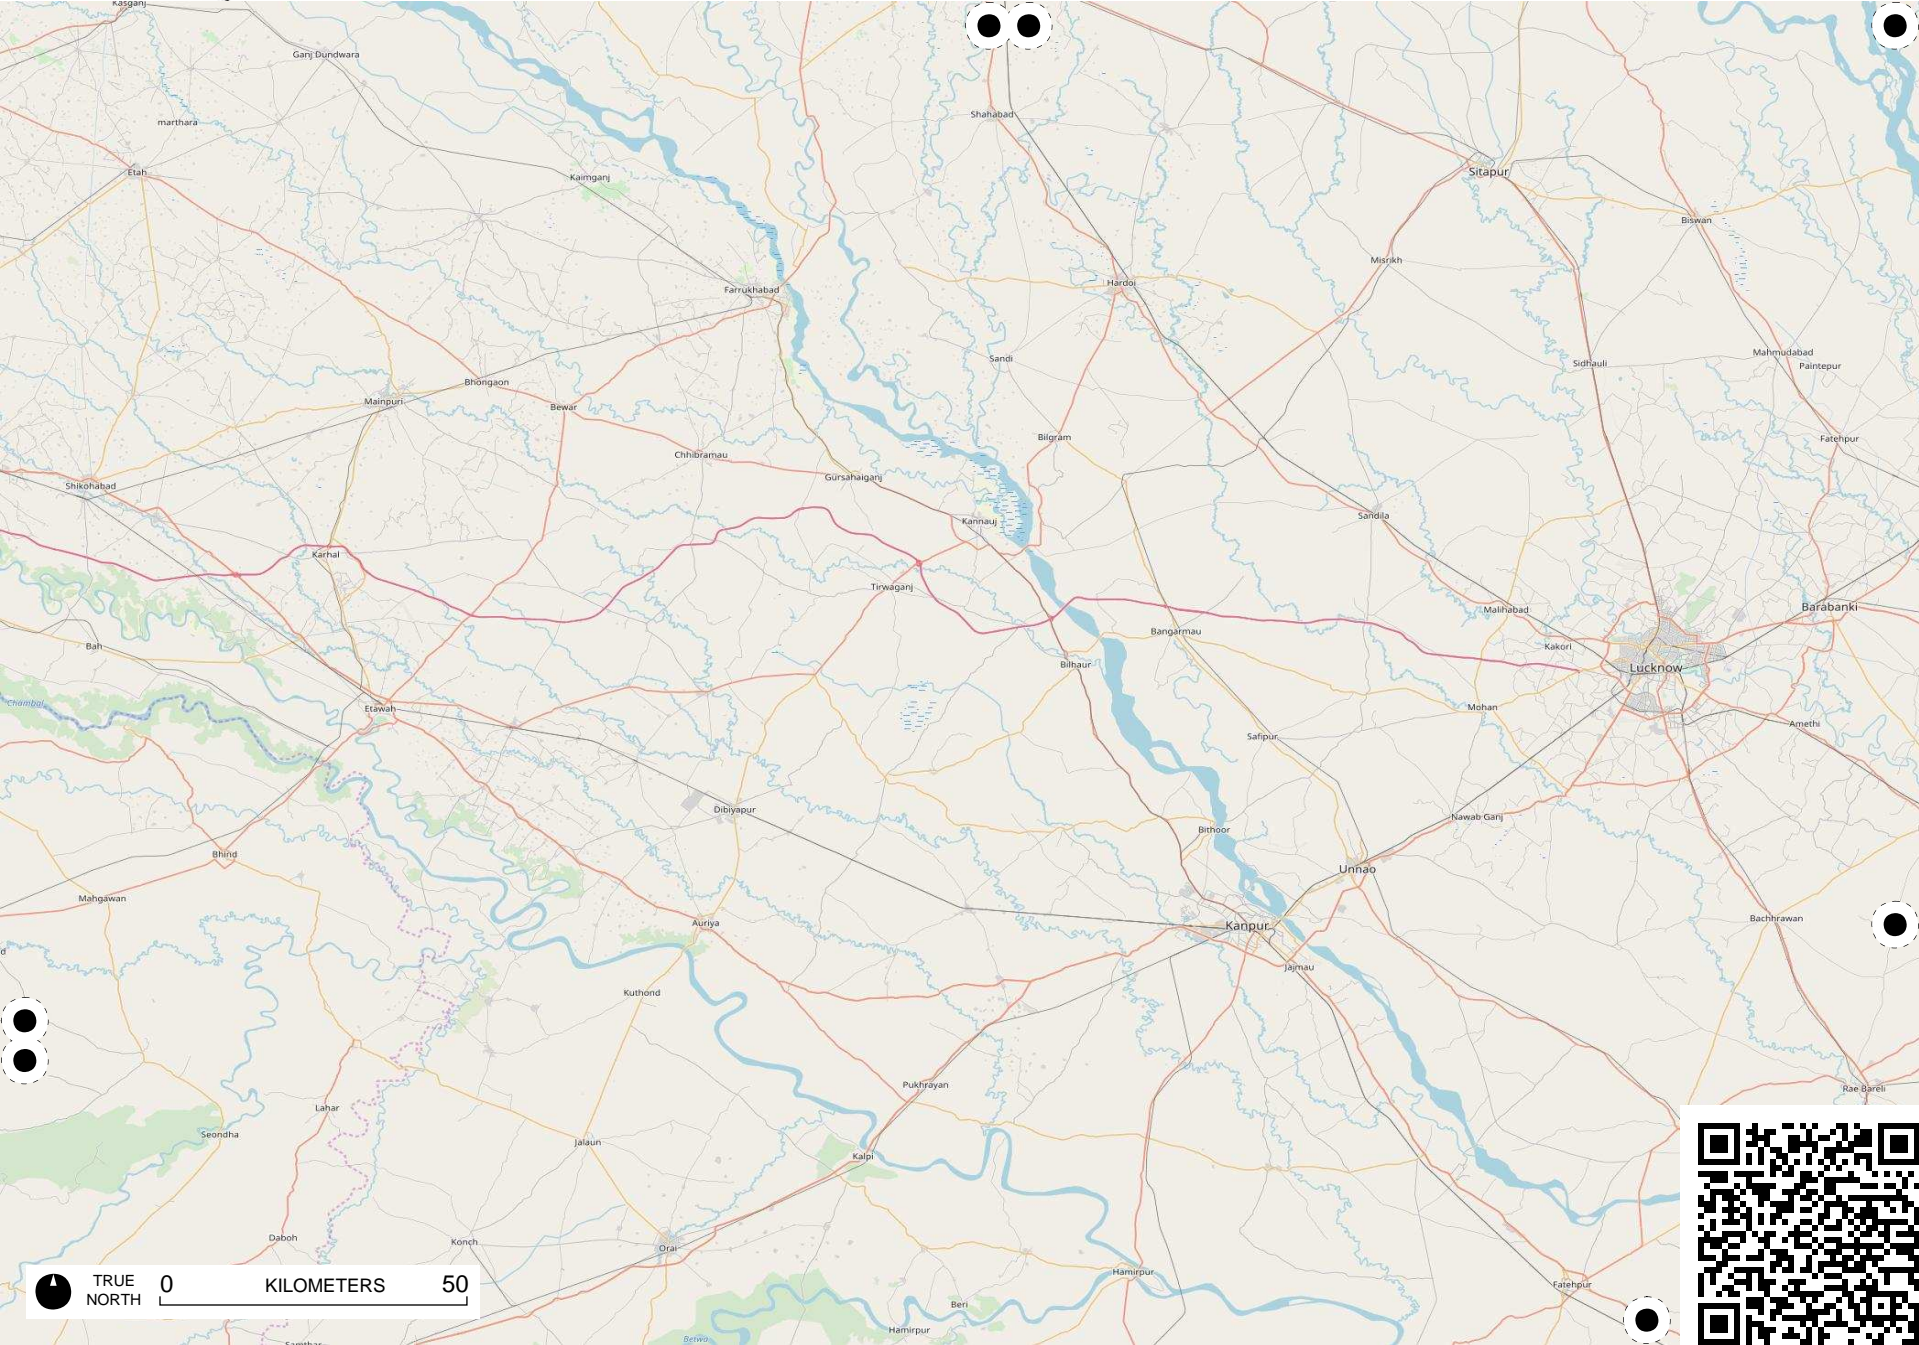 Kasganj
Ganj Dundwara
Shahabad
marthara
Etah
Kaimganj
Sitapur
Biswan
Misrikh
Hardoi
Farrukhabad
Sandi
Mahmudabad
Sidhauli
Paintepur
Bhongaon
Mainpuri
Bewar
Bilgram
Fatehpur
Chhibramau
Gursahaiganj
Shikohabad
Sandila
Kannauj
Karhal
Tirwaganj
Malihabad
Barabanki
Bangarmau
Bah
Kakori
Bilhaur
Lucknow
Chambal
Etawah
Mohan
Amethi
Safipur
Dibiyapur
Nawab Ganj
Bithoor
Bhind
Unnao
Mahgawan
Auriya
Bachhrawan
Kanpur
d
Jajmau
Kuthond
Pukhrayan
Rae Bareli
Lahar
Seondha
Jalaun
Kalpi
Daboh
Konch
Orai
Hamirpur
Fatehpur
TRUE
NORTH
0 KILOMETERS 50
Beri
Hamirpur
Betwa
Samthar